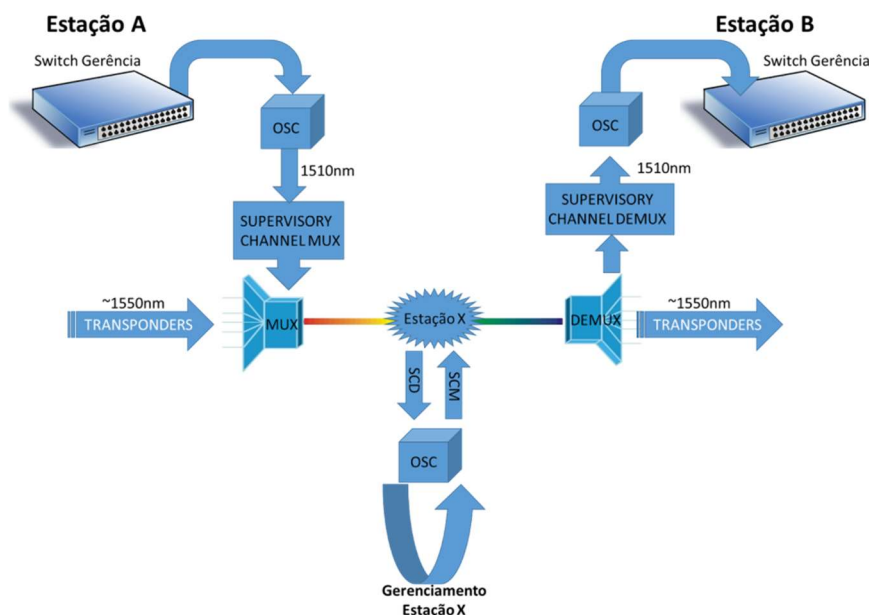 Estação A
Switch Gerência
OSC
1510nm
SUPERVISORY
CHANNEL MUX
~1550nm
TRANSPONDERS
MUX
Estação X
SCD
SCM
OSC
Gerenciamento
Estação X
Estação B
Switch Gerência
OSC
1510nm
SUPERVISORY
CHANNEL DEMUX
DEMUX
~1550nm
TRANSPONDERS